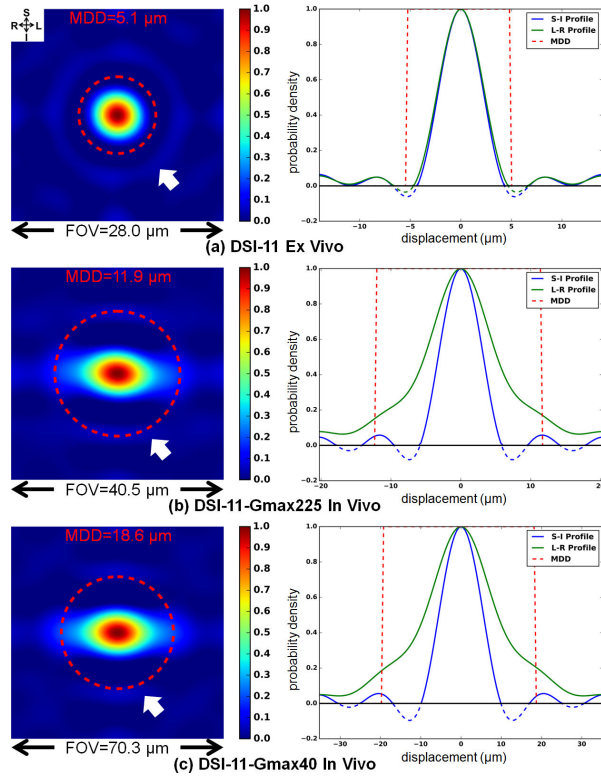 S
R L
I
MDD=5.1 µm
1.0
0.9
0.8
0.7
0.6
0.5
0.4
0.3
0.2
0.1
0.0
FOV=28.0 µm
probability density
1.0
0.8
0.6
0.4
0.2
0.0
−0.2
−10 −5 0 5 10
displacement (µm)
S-I Profile
L-R Profile
MDD
(a) DSI-11 Ex Vivo
MDD=11.9 µm
1.0
0.9
0.8
0.7
0.6
0.5
0.4
0.3
0.2
0.1
0.0
FOV=40.5 µm
probability density
1.0
0.8
0.6
0.4
0.2
0.0
−0.2
−20 −10 0 10 20
displacement (µm)
S-I Profile
L-R Profile
MDD
(b) DSI-11-Gmax225 In Vivo
MDD=18.6 µm
1.0
0.9
0.8
0.7
0.6
0.5
0.4
0.3
0.2
0.1
0.0
FOV=70.3 µm
probability density
1.0
0.8
0.6
0.4
0.2
0.0
−0.2
−30 −20 −10 0 10 20 30
displacement (µm)
S-I Profile
L-R Profile
MDD
(c) DSI-11-Gmax40 In Vivo